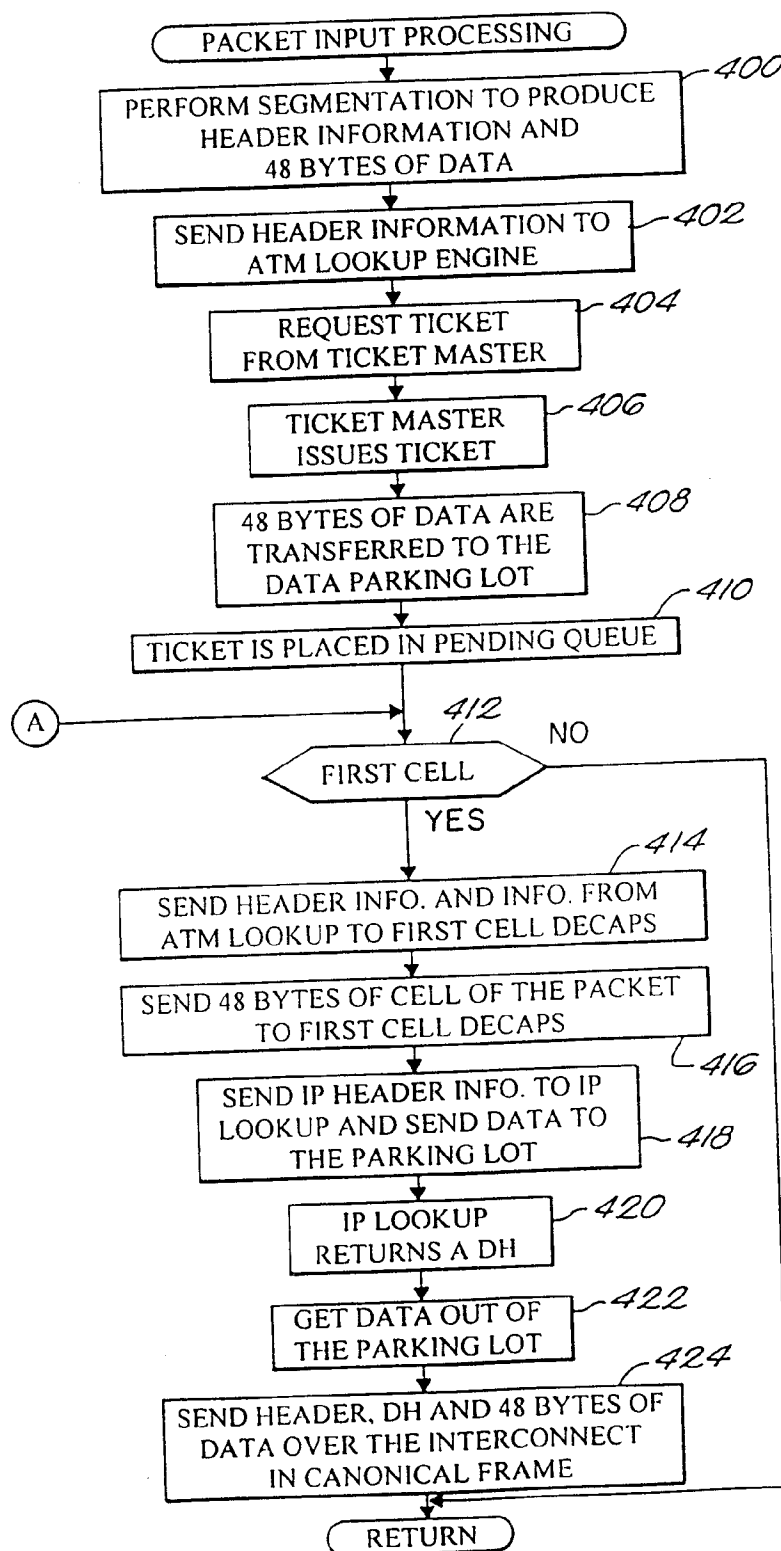 PACKET INPUT PROCESSING
400
PERFORM SEGMENTATION TO PRODUCE
HEADER INFORMATION AND
48 BYTES OF DATA
402
SEND HEADER INFORMATION TO
ATM LOOKUP ENGINE
404
REQUEST TICKET
FROM TICKET MASTER
406
TICKET MASTER
ISSUES TICKET
408
48 BYTES OF DATA ARE
TRANSFERRED TO THE
DATA PARKING LOT
410
TICKET IS PLACED IN PENDING QUEUE
A
412
NO
FIRST CELL
YES
414
SEND HEADER INFO. AND INFO. FROM
ATM LOOKUP TO FIRST CELL DECAPS
SEND 48 BYTES OF CELL OF THE PACKET
TO FIRST CELL DECAPS
416
SEND IP HEADER INFO. TO IP
LOOKUP AND SEND DATA TO
THE PARKING LOT
418
IP LOOKUP
RETURNS A DH
420
GET DATA OUT OF
THE PARKING LOT
422
424
SEND HEADER, DH AND 48 BYTES OF
DATA OVER THE INTERCONNECT
IN CANONICAL FRAME
RETURN